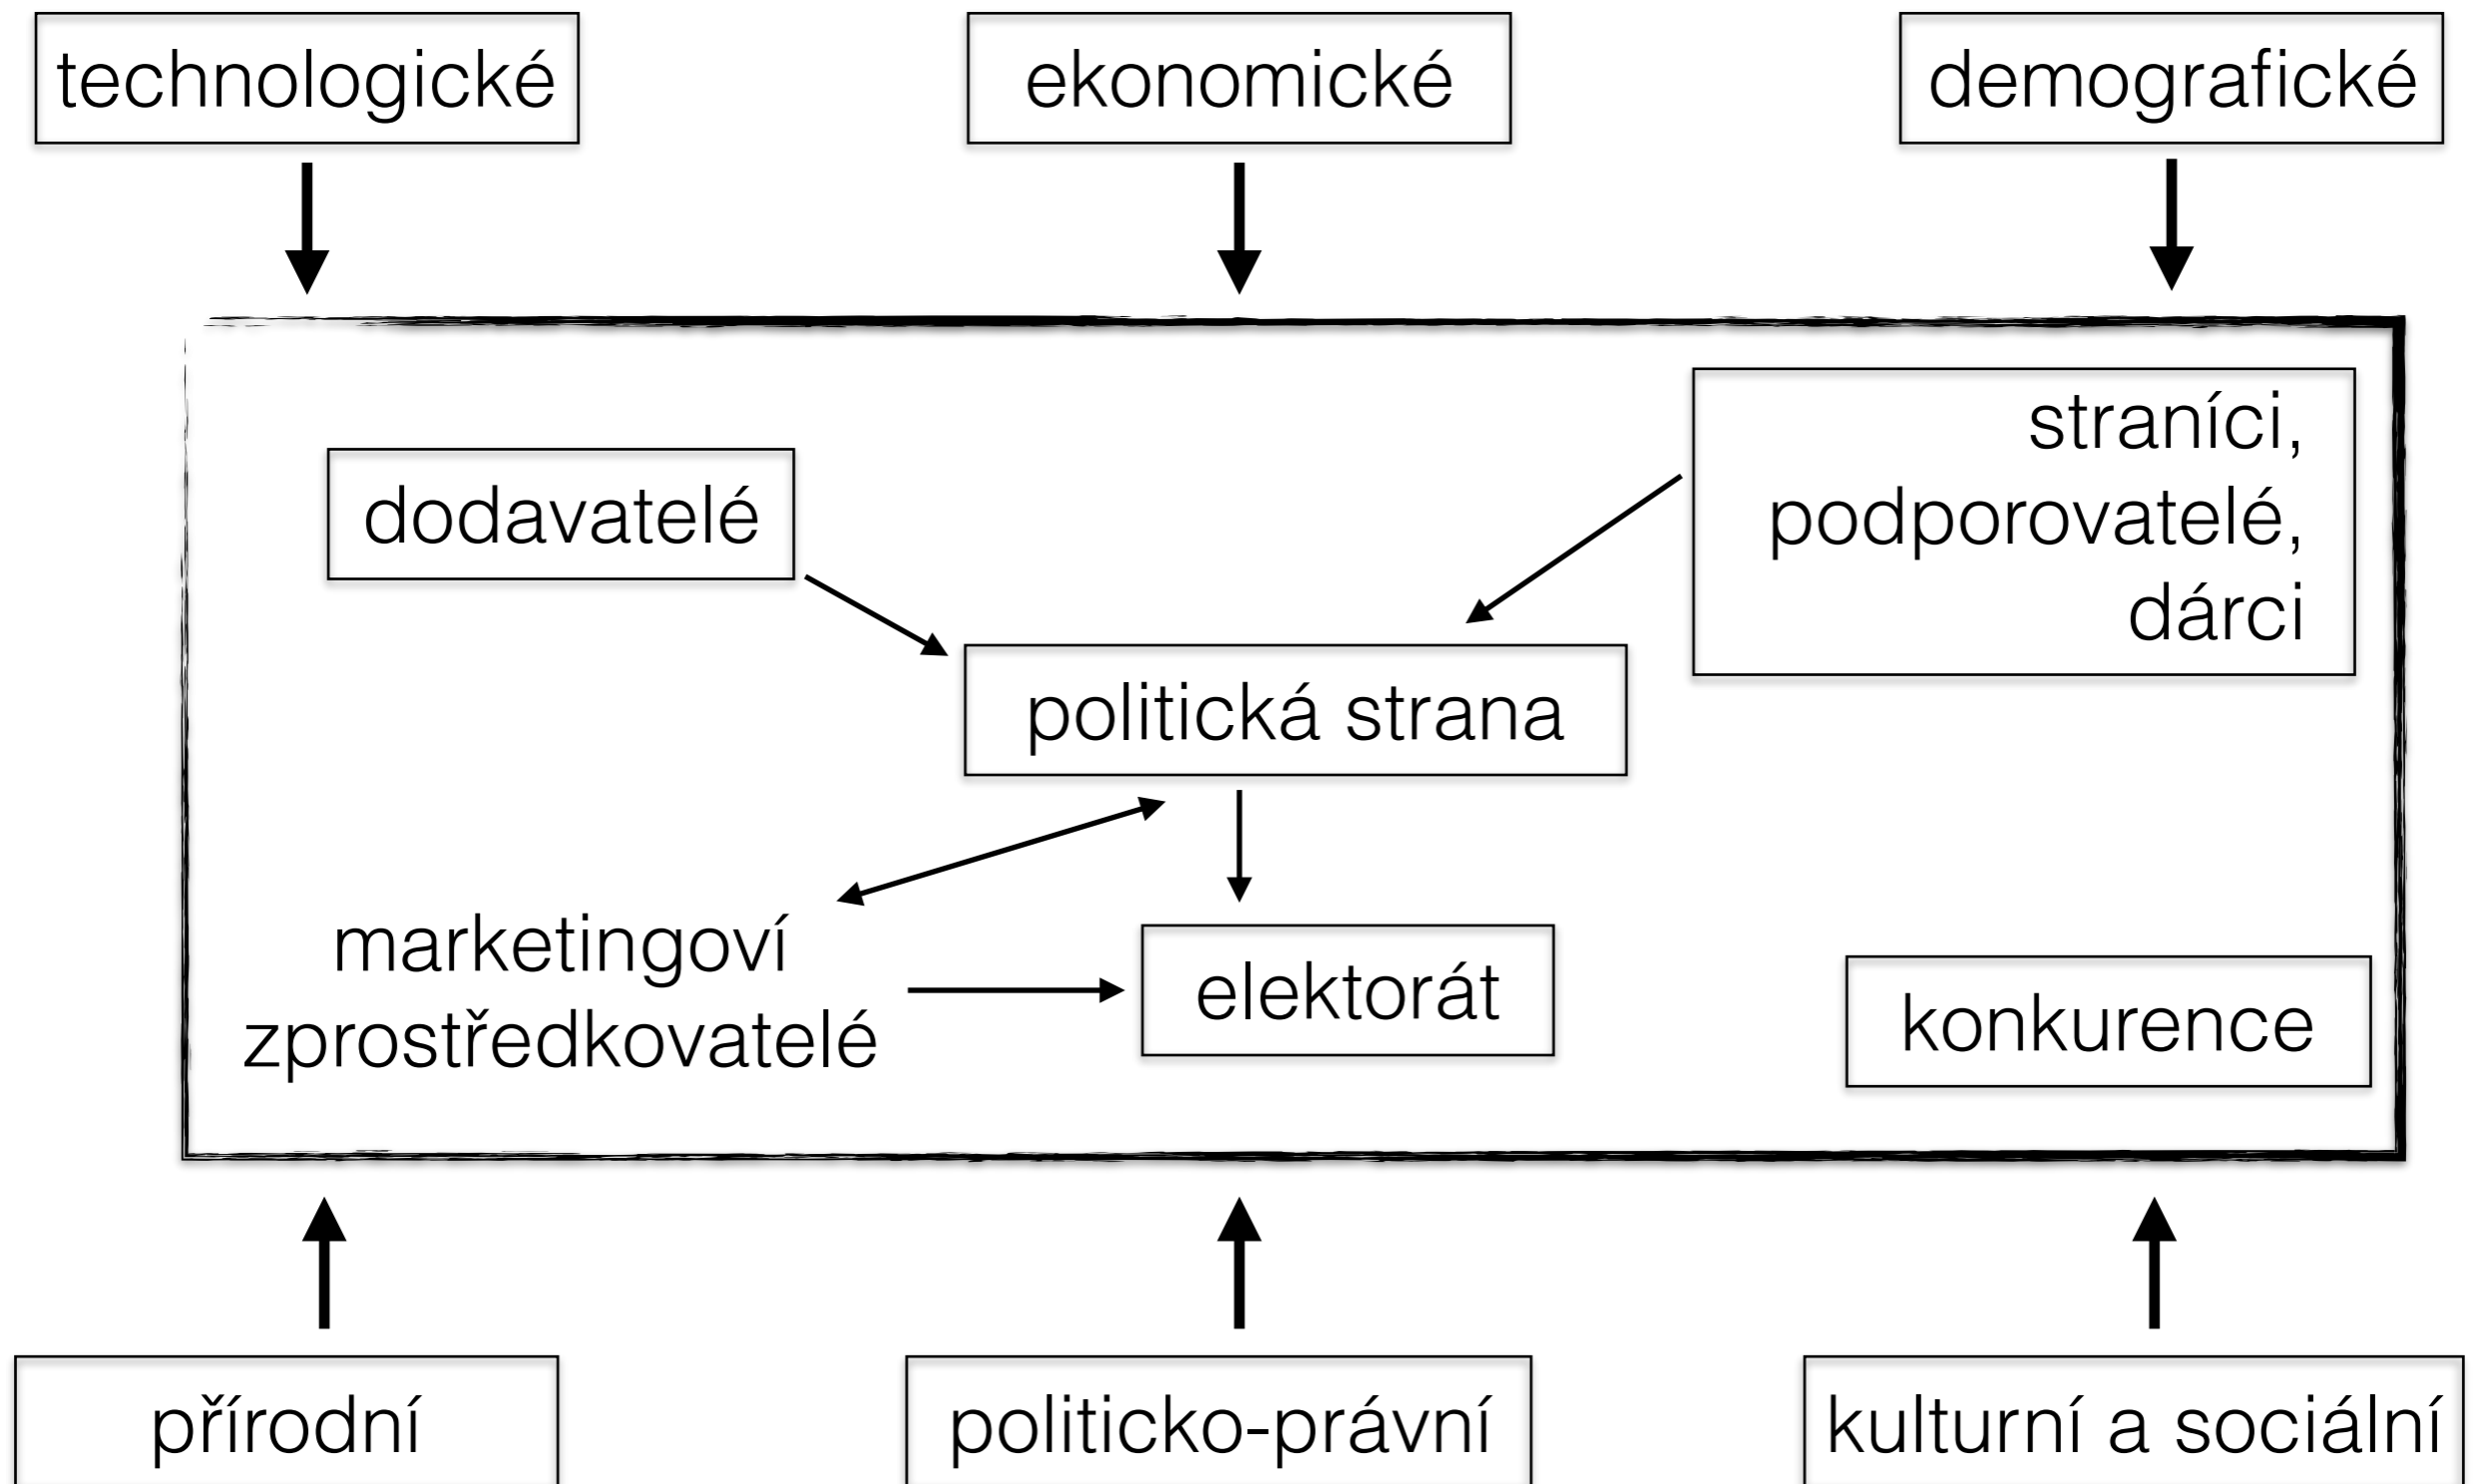 technologické
ekonomické
demografické
straníci,
podporovatelé,
dárci
dodavatelé
politická strana
marketingoví
zprostředkovatelé
elektorát
konkurence
přírodní
politicko-právní
kulturní a sociální